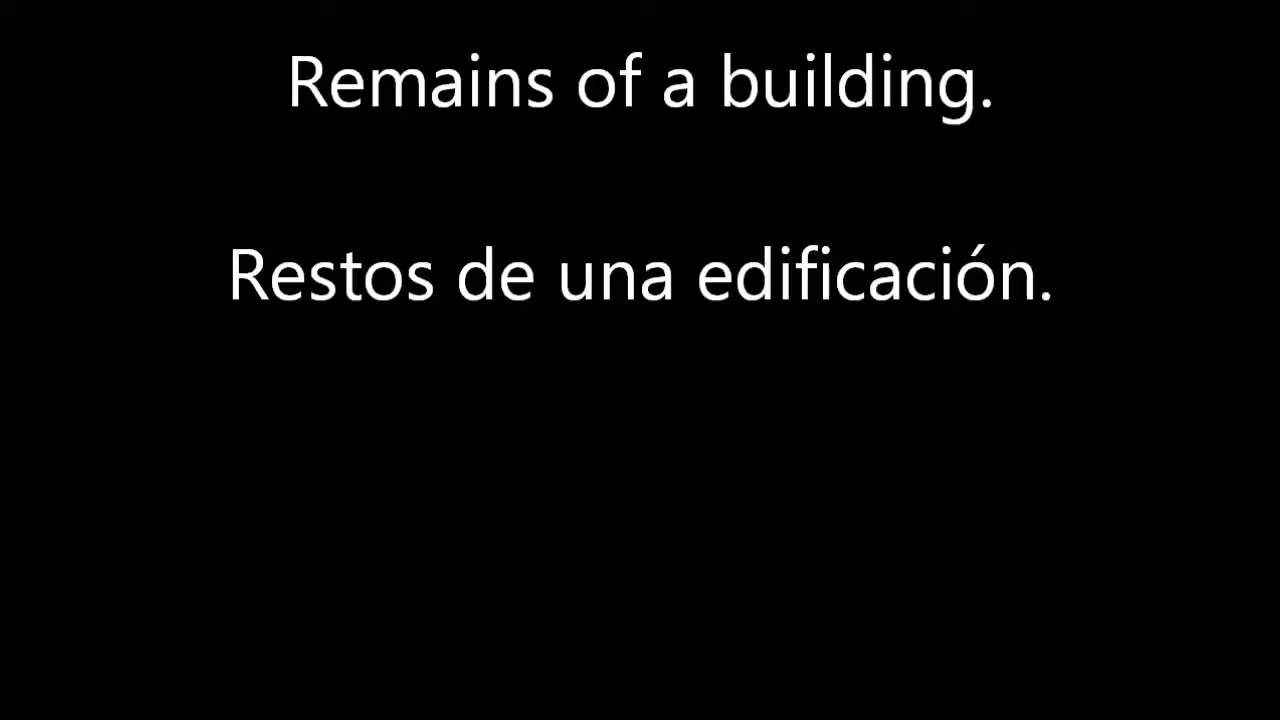 Remains of a building.
Restos de una edificación.